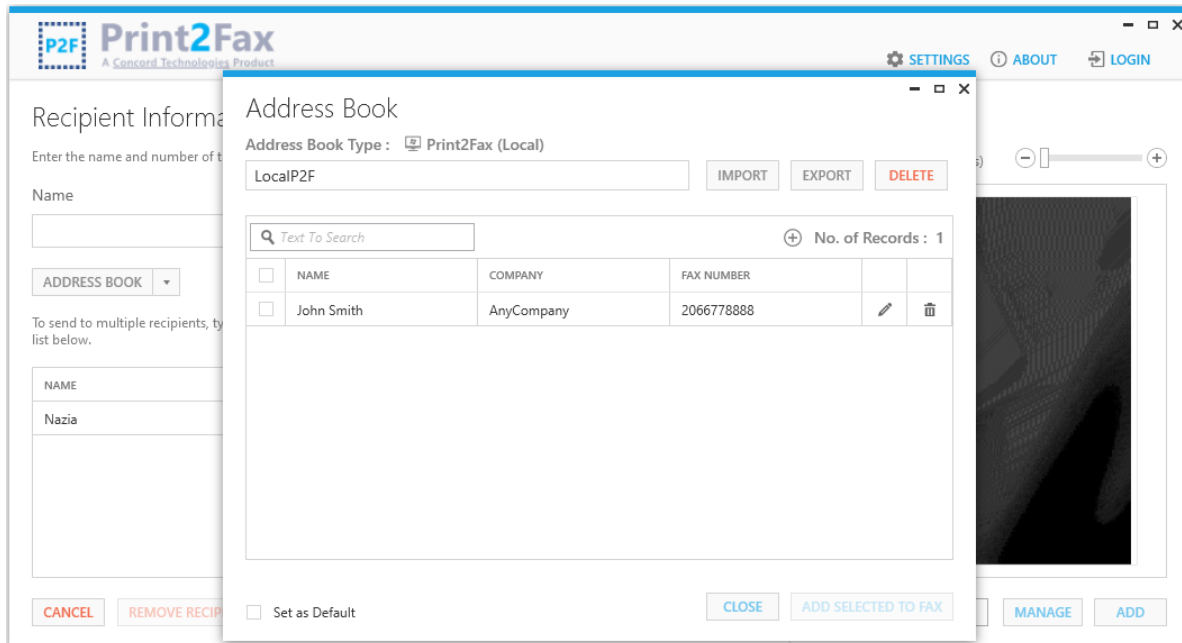 P2F Print2Fax
A Concord Technologies Product
SETTINGS ABOUT LOGIN
Recipient Informa
Enter the name and number of t
Name
ADDRESS BOOK
To send to multiple recipients, ty
list below.
NAME
Nazia
CANCEL REMOVE RECIP
Address Book
Address Book Type : Print2Fax (Local)
LocalP2F IMPORT EXPORT DELETE
Text To Search No. of Records : 1
NAME COMPANY FAX NUMBER
John Smith AnyCompany 2066778888
Set as Default CLOSE ADD SELECTED TO FAX
s)
MANAGE ADD